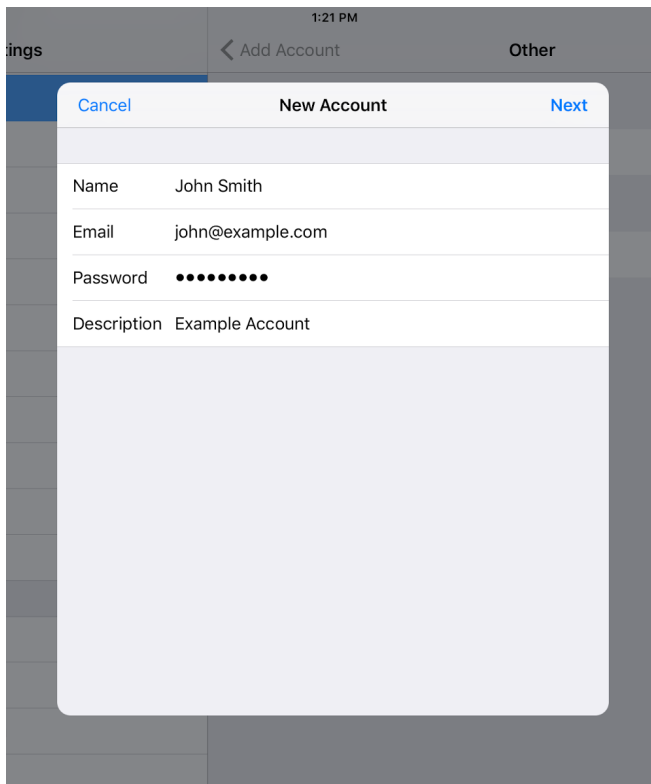 1:21 PM
tings
Add Account
Other
Cancel
New Account
Next
Name John Smith
Email john@example.com
Password •••••••••
Description Example Account